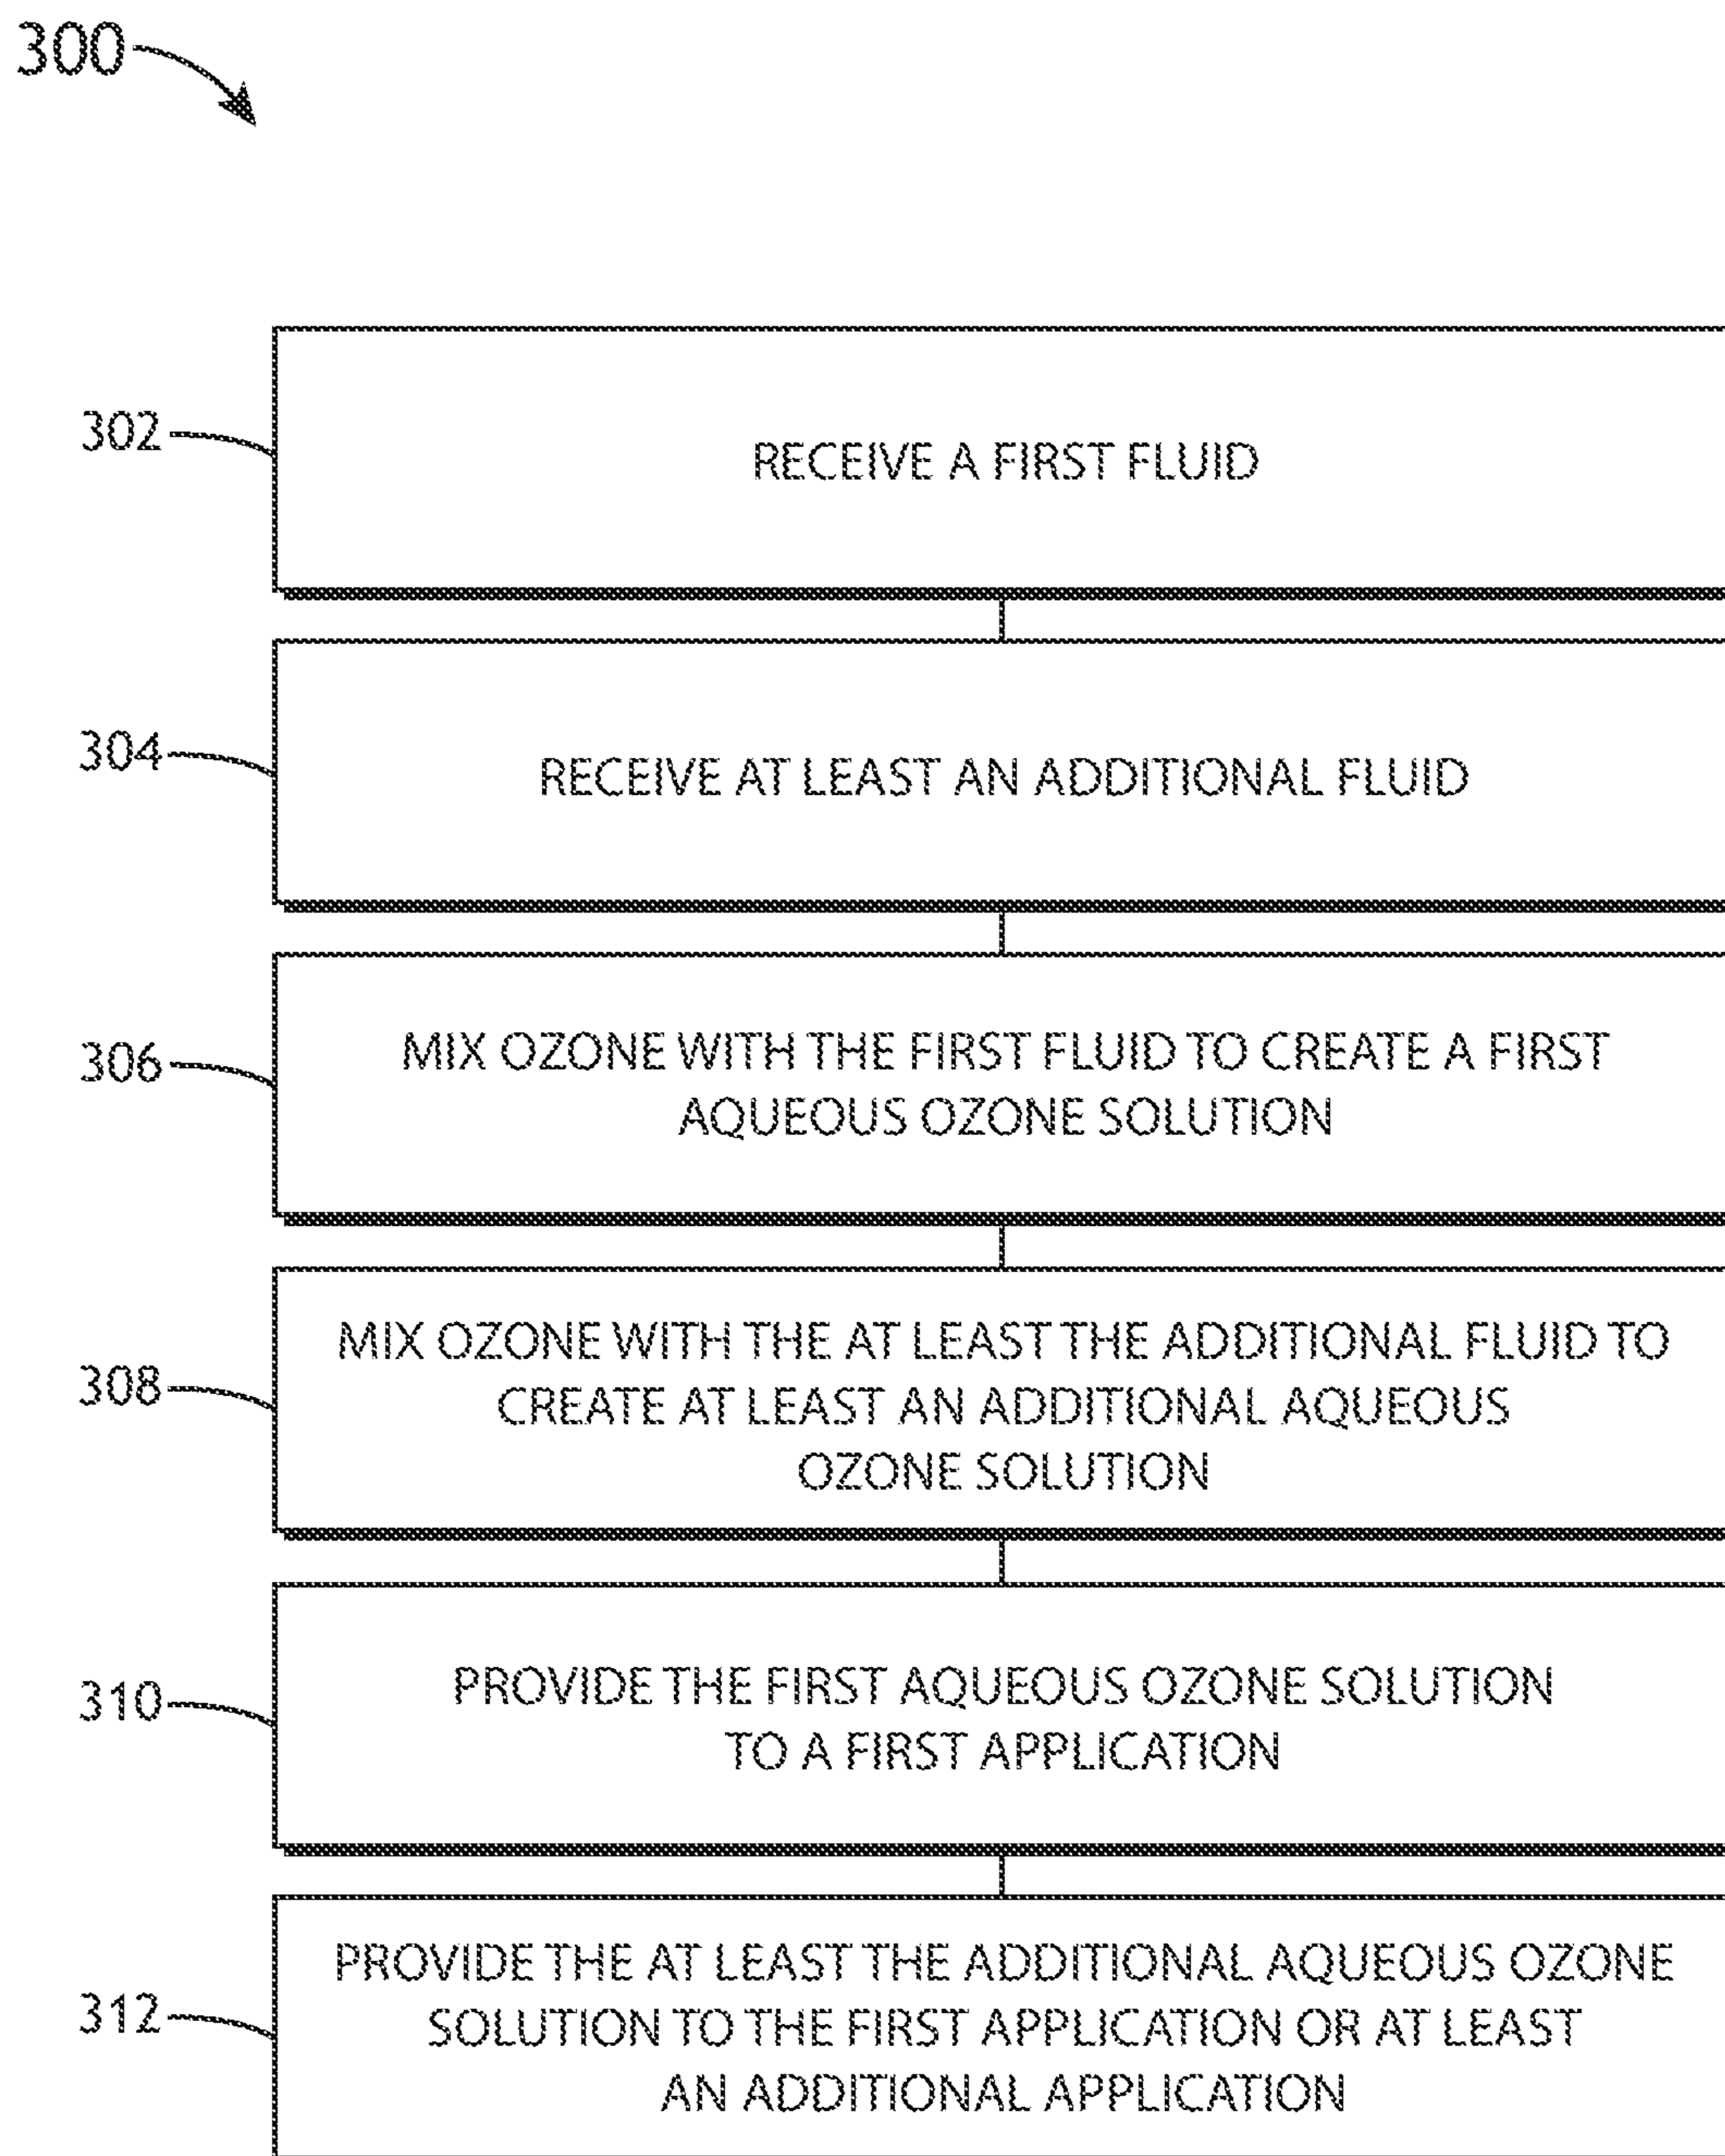 300
302
RECEIVE A FIRST FLUID
304
RECEIVE AT LEAST AN ADDITIONAL FLUID
306
MIX OZONE WITH THE FIRST FLUID TO CREATE A FIRST
AQUEOUS OZONE SOLUTION
308
MIX OZONE WITH THE AT LEAST THE ADDITIONAL FLUID TO
CREATE AT LEAST AN ADDITIONAL AQUEOUS
OZONE SOLUTION
310
PROVIDE THE FIRST AQUEOUS OZONE SOLUTION
TO A FIRST APPLICATION
312
PROVIDE THE AT LEAST THE ADDITIONAL AQUEOUS OZONE
SOLUTION TO THE FIRST APPLICATION OR AT LEAST
AN ADDITIONAL APPLICATION